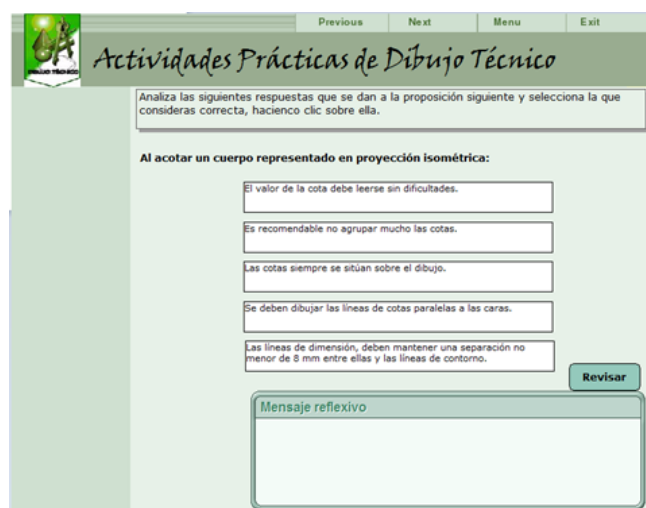 Previous Next Menu Exit
DIBUJO TÉCNICO
Actividades Prácticas de Dibujo Técnico
Analiza las siguientes respuestas que se dan a la proposición siguiente y selecciona la que
consideras correcta, hacienco clic sobre ella.
Al acotar un cuerpo representado en proyección isométrica:
El valor de la cota debe leerse sin dificultades.
Es recomendable no agrupar mucho las cotas.
Las cotas siempre se sitúan sobre el dibujo.
Se deben dibujar las líneas de cotas paralelas a las caras.
Las líneas de dimensión, deben mantener una separación no
menor de 8 mm entre ellas y las líneas de contorno.
Revisar
Mensaje reflexivo